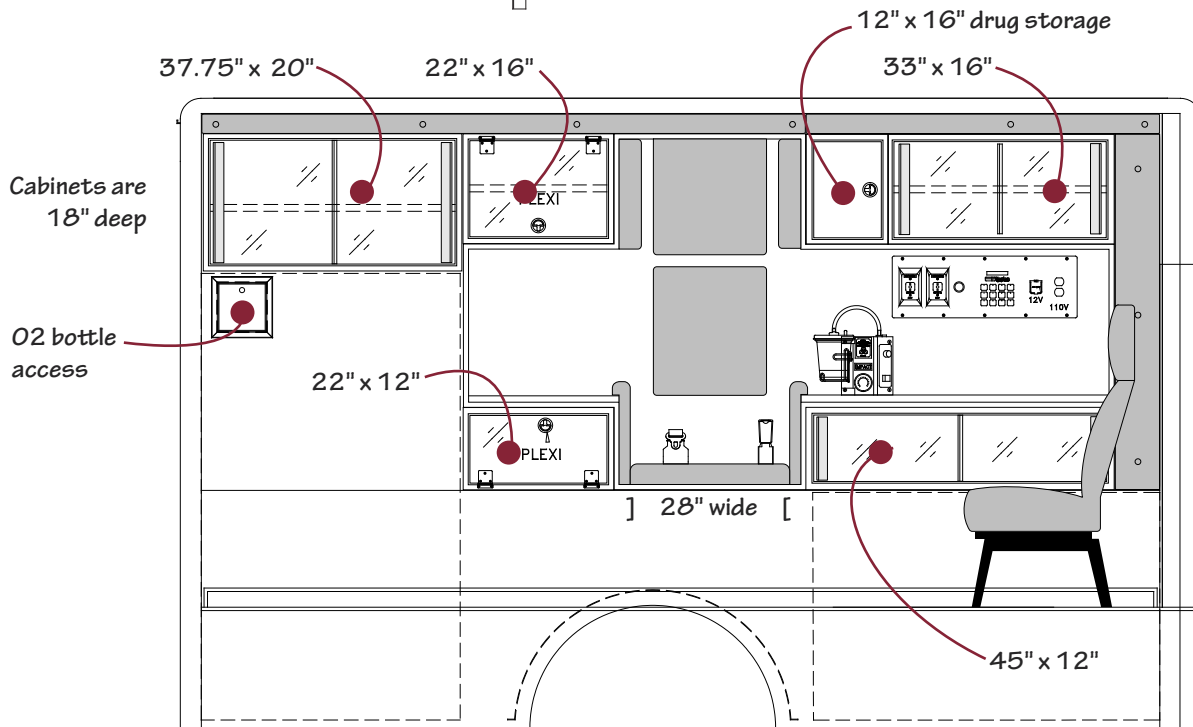 12" x 16" drug storage
37.75" x 20"
22" x 16"
33" x 16"
Cabinets are
18" deep
PLEXI
12V
110V
O2 bottle
access
22" x 12"
IMPACT
PLEXI
] 28" wide [
45" x 12"